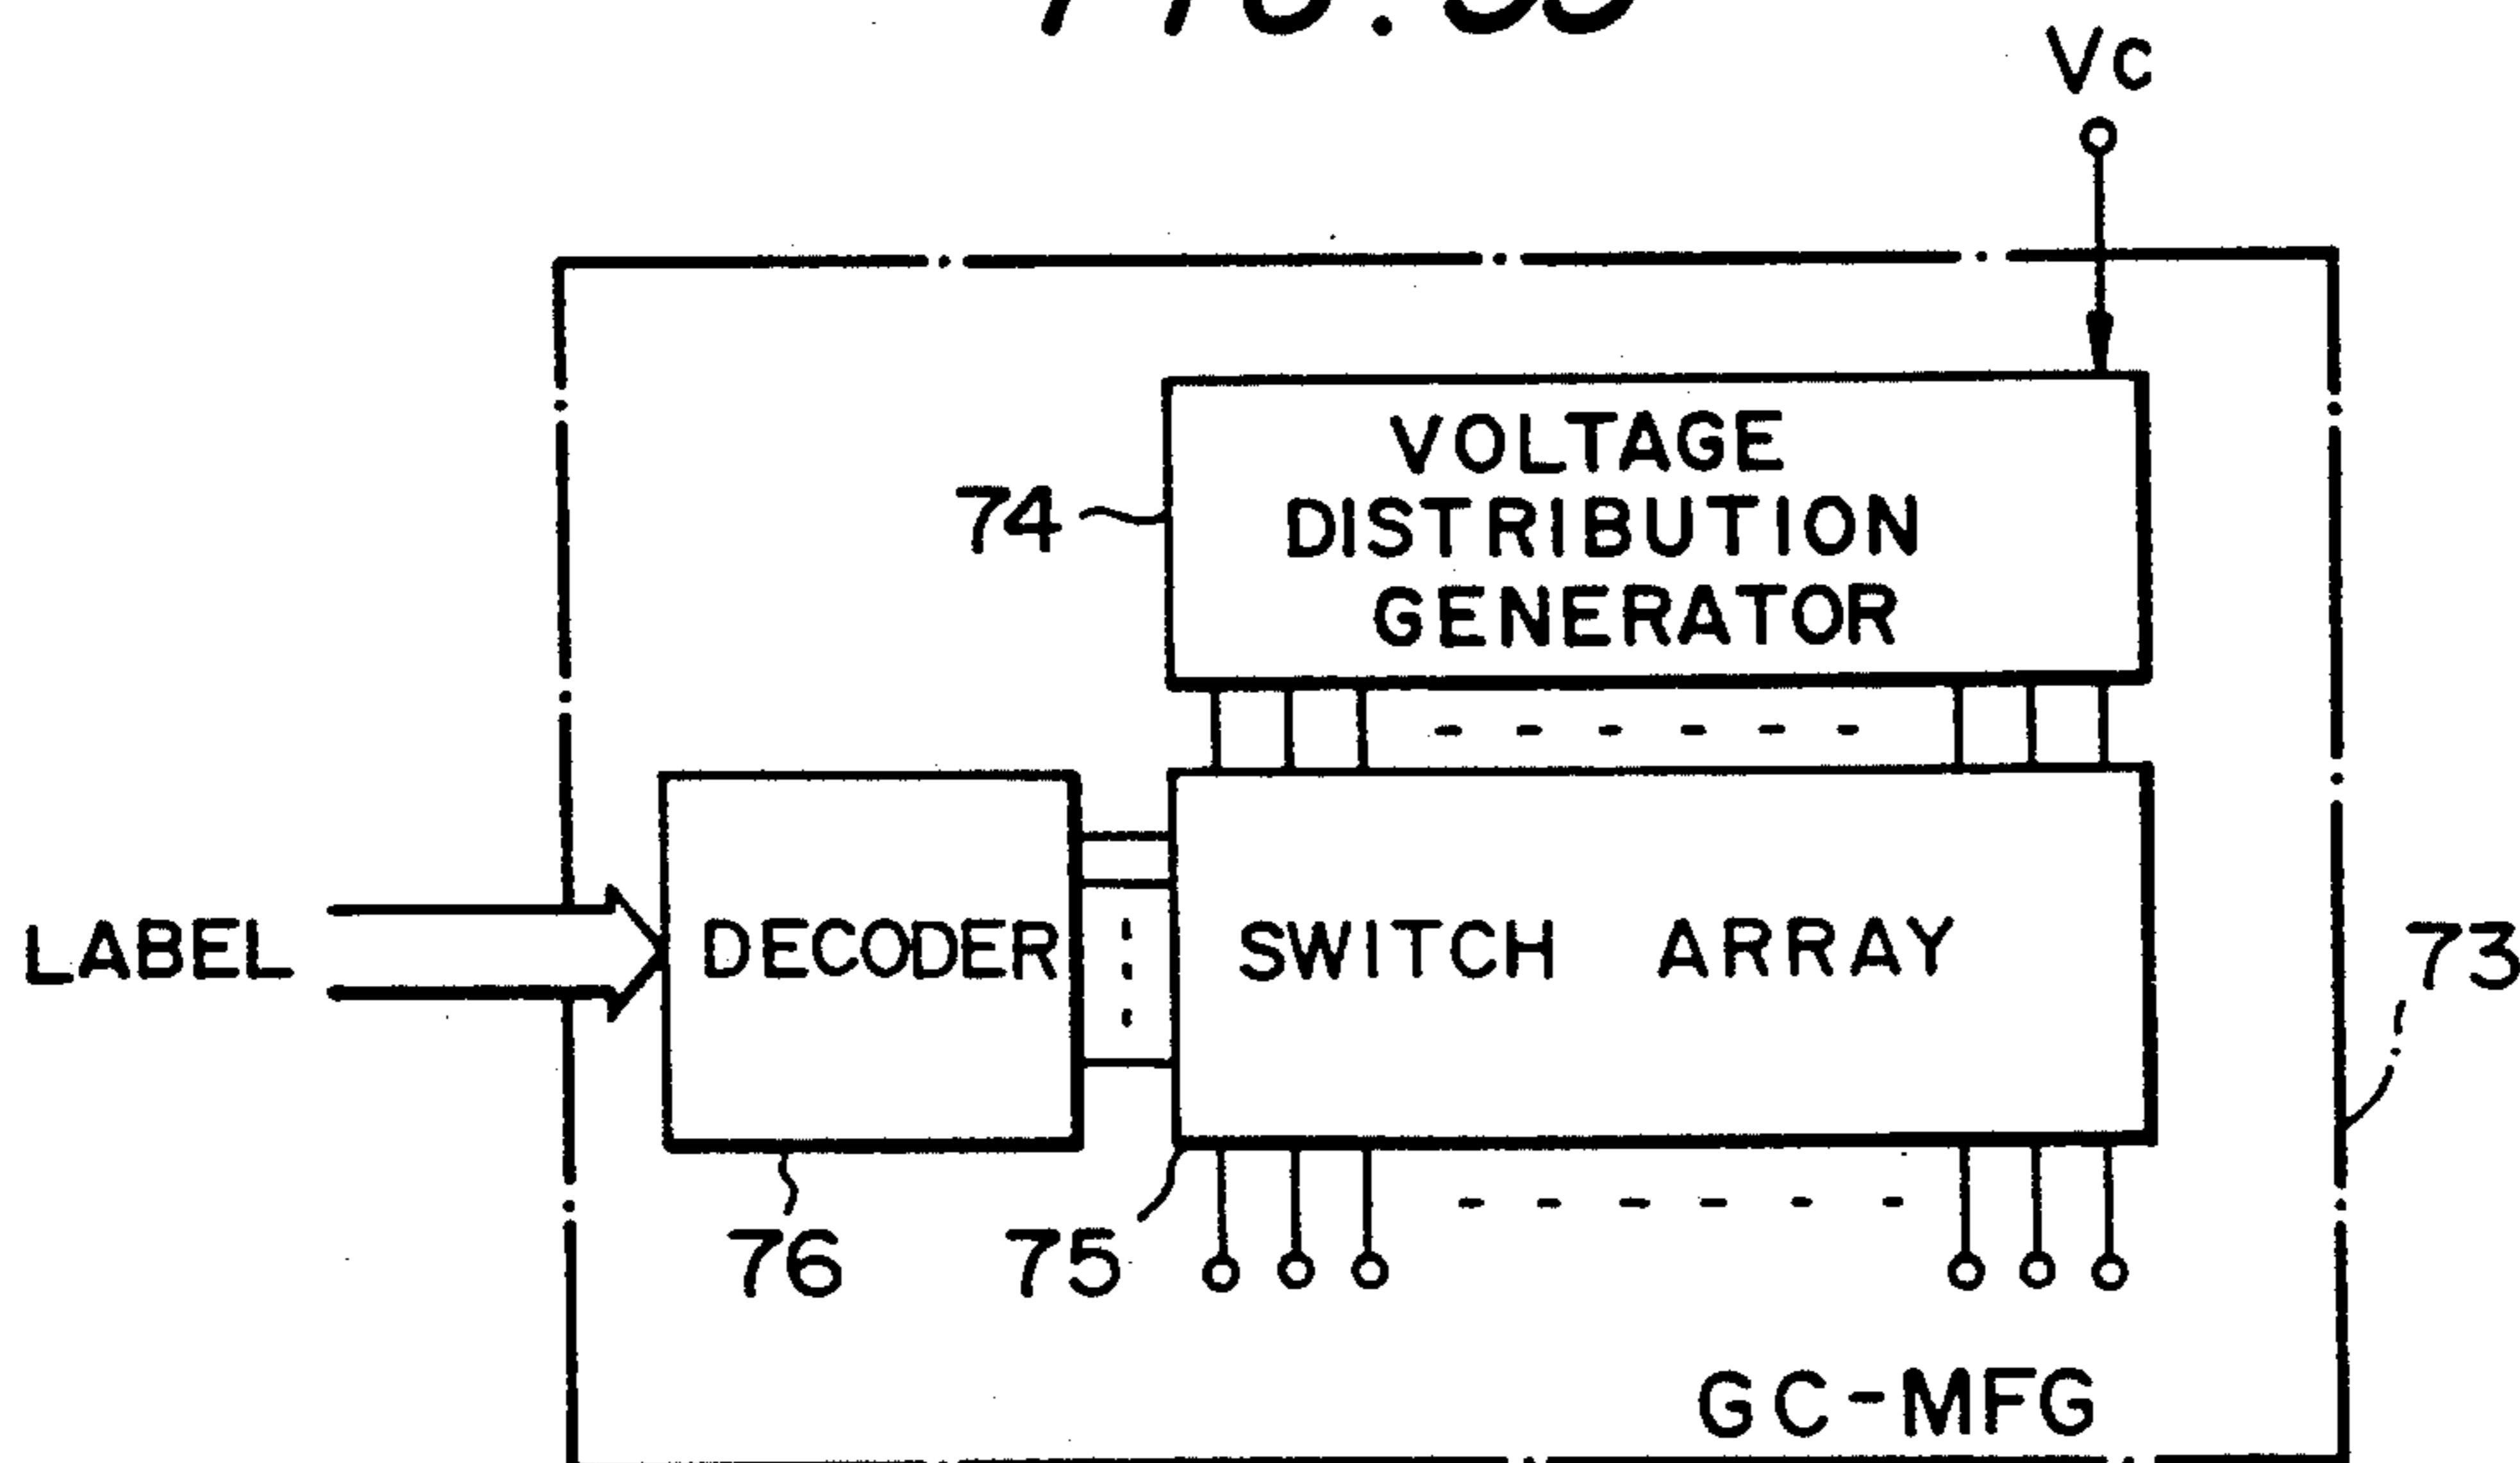 Vc
VOLTAGE
DISTRIBUTION
GENERATOR
74
LABEL
DECODER
SWITCH ARRAY
73
76
75
GC-MFG